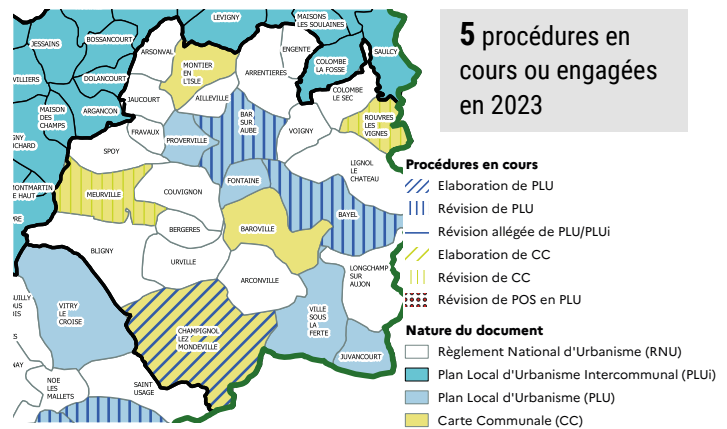 LEVIGNY
MAISONS
LES SOULAINES
JESSAINS
BOSSANCOURT
ARSONVAL
ENGENTE
SAULCY
MONTIER
EN
L'ISLE
COLOMBE
LA FOSSE
VILLIERS
DOLANCOURT
ARRENTIERES
COLOMBE
LE SEC
JAUCOURT
AILLEVILLE
MAISON
DES
CHAMPS
ARGANCON
BAR
SUR
AUBE
ROUVRES
LES
VIGNES
FRAVAUX
PROVERVILLE
VOIGNY
SPOY
LIGNOL
LE
CHATEAU
MONTMARTIN
LE HAUT
MEURVILLE
COUVIGNON
FONTAINE
BAYEL
BERGERES
BAROVILLE
BLIGNY
URVILLE
ARCONVILLE
LONGCHAMP
SUR
AUJON
VITRY
LE
CROISE
VILLE
SOUS
LA
FERTE
CHAMPIGNOL
LEZ
MONDEVILLE
JUVANCOURT
NOE
LES
MALLETS
SAINT
USAGE
5 procédures en
cours ou engagées
en 2023
Procédures en cours
Elaboration de PLU
Révision de PLU
Révision allégée de PLU/PLUi
Elaboration de CC
Révision de CC
Révision de POS en PLU
Nature du document
Règlement National d'Urbanisme (RNU)
Plan Local d'Urbanisme Intercommunal (PLUi)
Plan Local d'Urbanisme (PLU)
Carte Communale (CC)